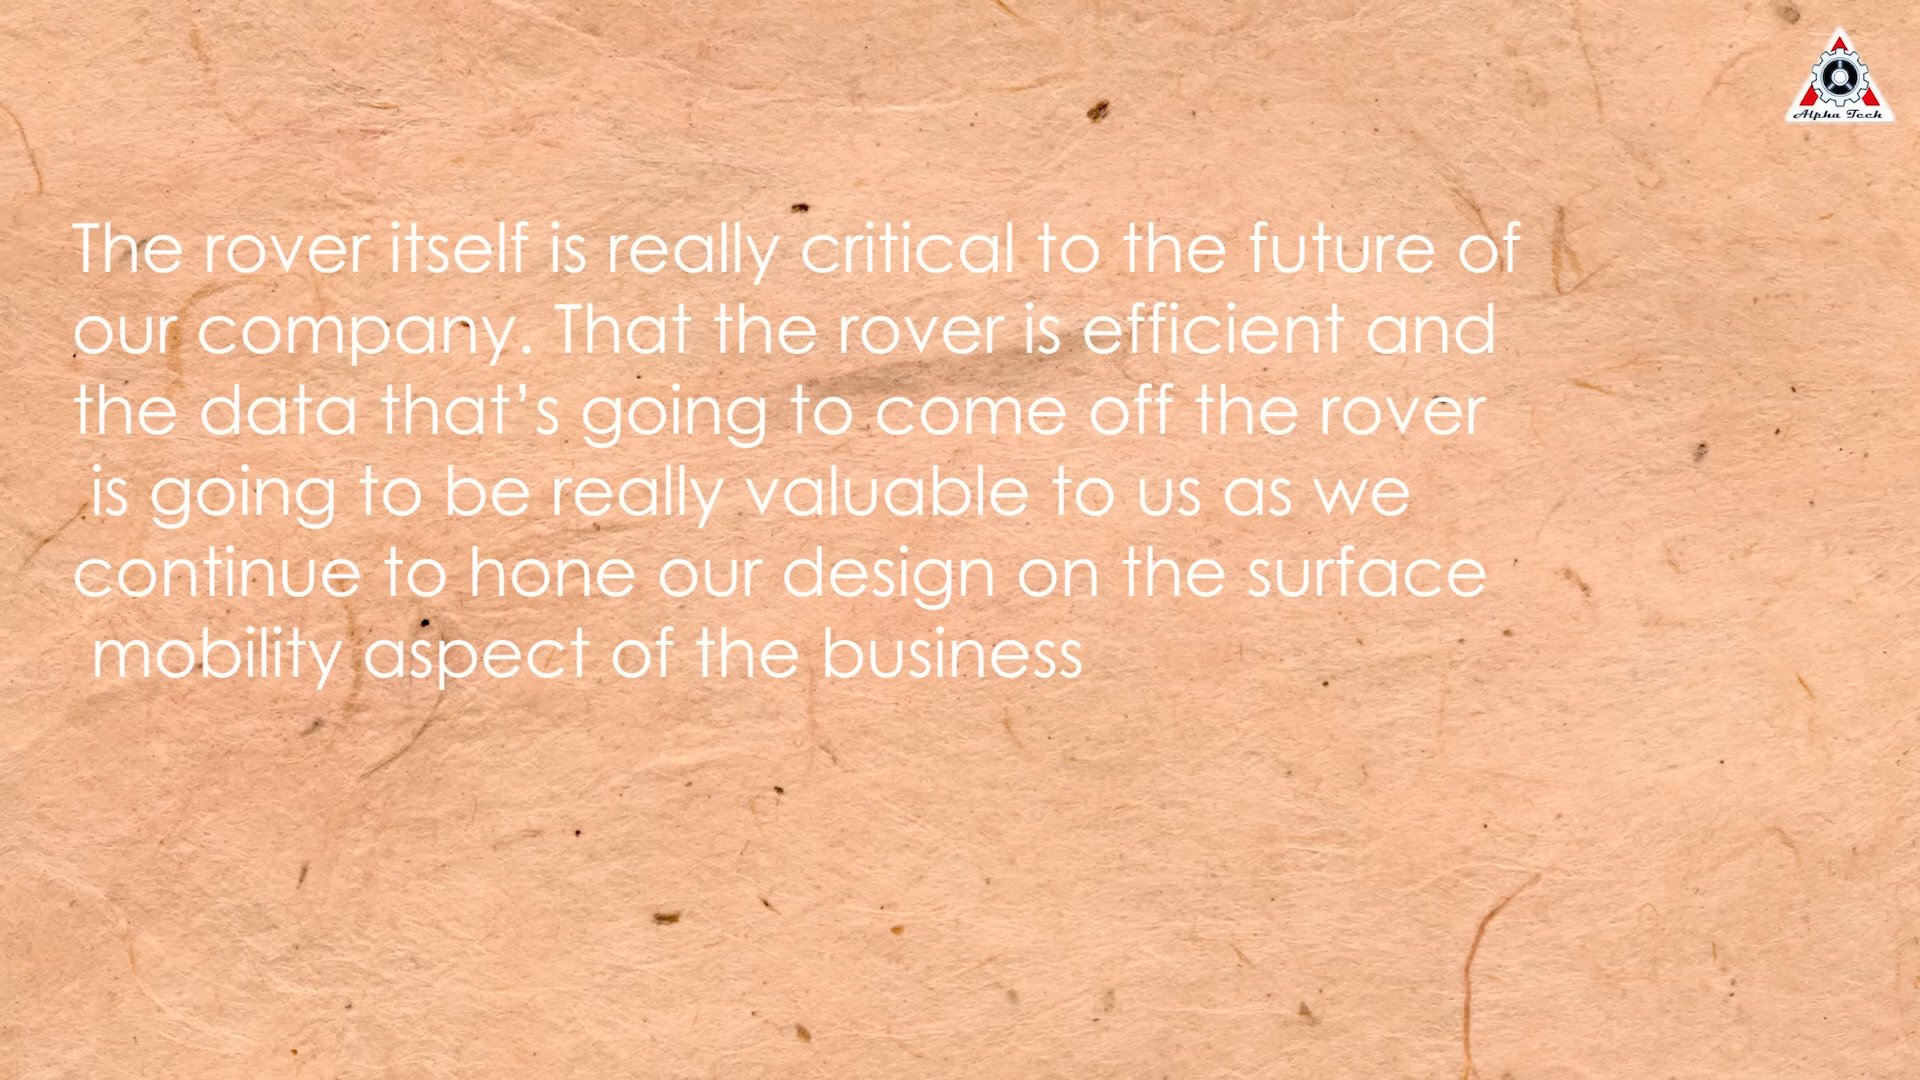 Alpha Tech
The rover itself is really critical to the future of
our company. That the rover is efficient and
the data that’s going to come off the rover
is going to be really valuable to us as we
continue to hone our design on the surface
mobility aspect of the business